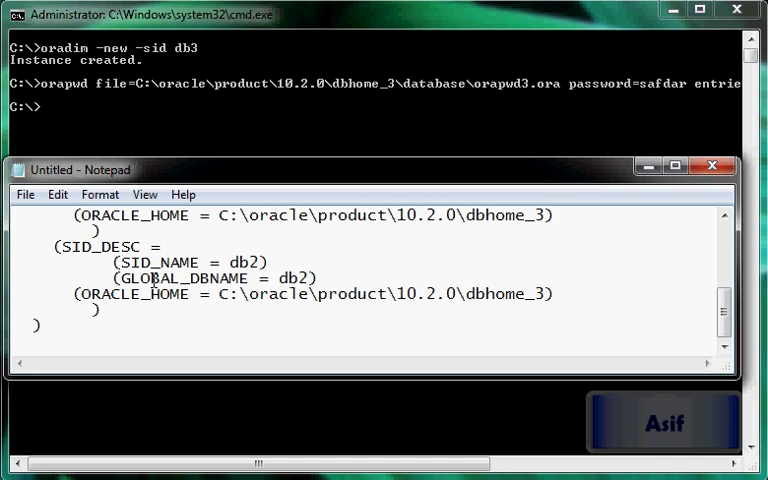 Administrator: C:\Windows\system32\cmd.exe
C:\>oradim -new -sid db3
Instance created.
C:\>orapwd file=C:\oracle\product\10.2.0\dbhome_3\database\orapwd3.ora password=safdar entrie
C:\>
Untitled - Notepad
File Edit Format View Help
(ORACLE_HOME = C:\oracle\product\10.2.0\dbhome_3)
)
(SID_DESC =
(SID_NAME = db2)
(GLOBAL_DBNAME = db2)
(ORACLE_HOME = C:\oracle\product\10.2.0\dbhome_3)
)
)
Asif